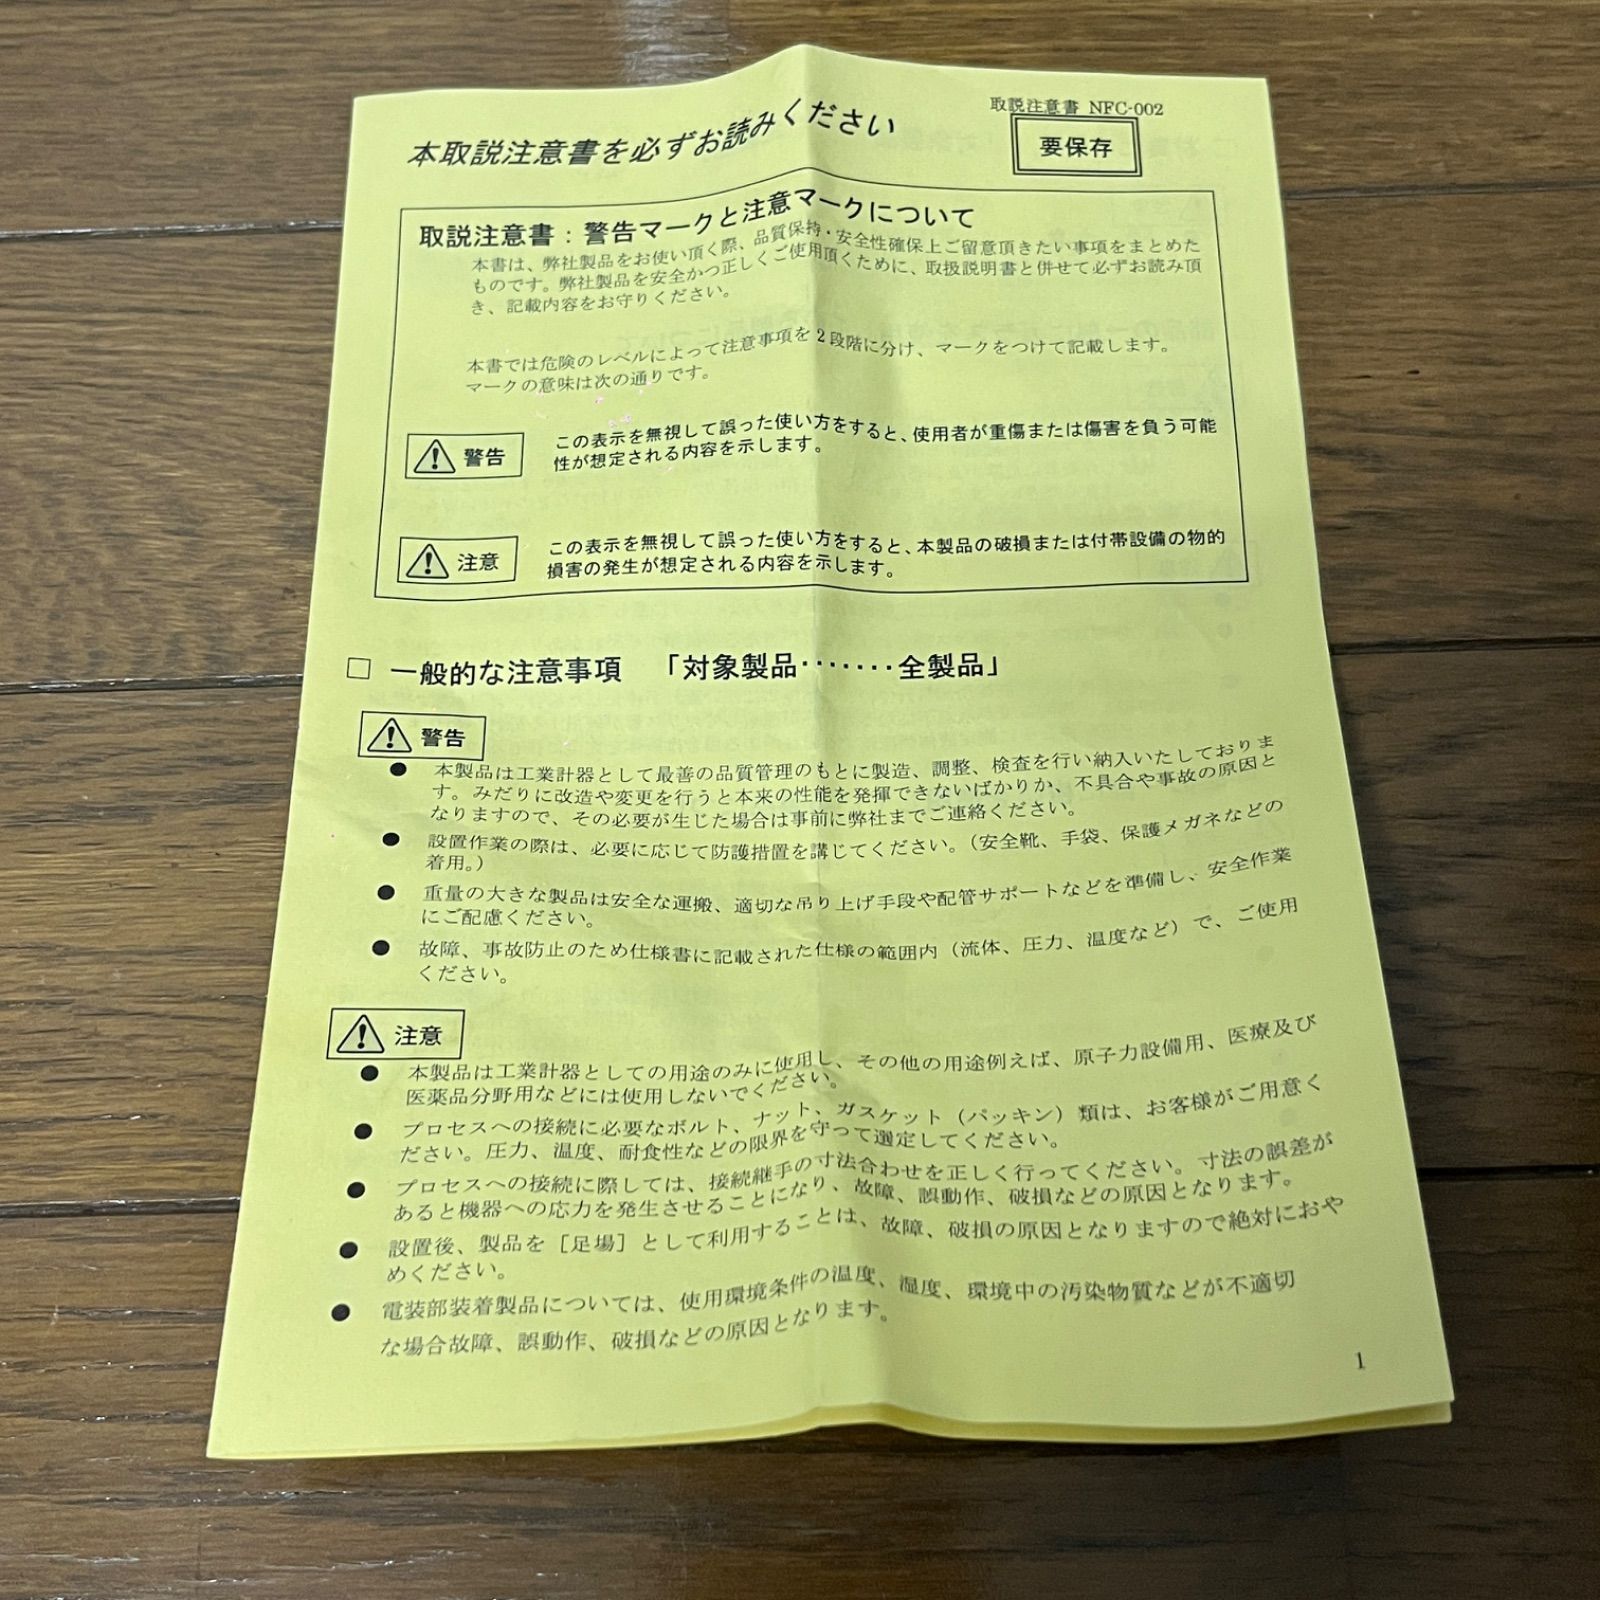 取説注意書 NFC-002
本取説注意書を必ずお読みください
要保存
取説注意書：警告マークと注意マークについて
本書は、弊社製品をお使い頂く際、品質保持・安全性確保上ご留意頂きたい事項をまとめた
ものです。弊社製品を安全かつ正しくご使用頂くために、取扱説明書と併せて必ずお読み頂
き、記載内容をお守りください。
本書では危険のレベルによって注意事項を2段階に分け、マークをつけて記載します。
マークの意味は次の通りです。
警告
この表示を無視して誤った使い方をすると、使用者が重傷または傷害を負う可能
性が想定される内容を示します。
注意
この表示を無視して誤った使い方をすると、本製品の破損または付帯設備の物的
損害の発生が想定される内容を示します。
□ 一般的な注意事項 「対象製品・・・・・・・全製品」
警告
● 本製品は工業計器として最善の品質管理のもとに製造、調整、検査を行い納入いたしておりま
す。みだりに改造や変更を行うと本来の性能を発揮できないばかりか、不具合や事故の原因と
なりますので、その必要が生じた場合は事前に弊社までご連絡ください。
● 設置作業の際は、必要に応じて防護措置を講じてください。（安全靴、手袋、保護メガネなどの
着用。）
● 重量の大きな製品は安全な運搬、適切な吊り上げ手段や配管サポートなどを準備し、安全作業
にご配慮ください。
● 故障、事故防止のため仕様書に記載された仕様の範囲内（流体、圧力、温度など）で、ご使用
ください。
注意
● 本製品は工業計器としての用途のみに使用し、その他の用途例えば、原子力設備用、医療及び
医薬品分野用などには使用しないでください。
● プロセスへの接続に必要なボルト、ナット、ガスケット（パッキン）類は、お客様がご用意く
ださい。圧力、温度、耐食性などの限界を守って選定してください。
● プロセスへの接続に際しては、接続継手の寸法合わせを正しく行ってください。寸法の誤差が
あると機器への応力を発生させることになり、故障、誤動作、破損などの原因となります。
● 設置後、製品を［足場］として利用することは、故障、破損の原因となりますので絶対におや
めください。
● 電装部装着製品については、使用環境条件の温度、湿度、環境中の汚染物質などが不適切
な場合故障、誤動作、破損などの原因となります。
1